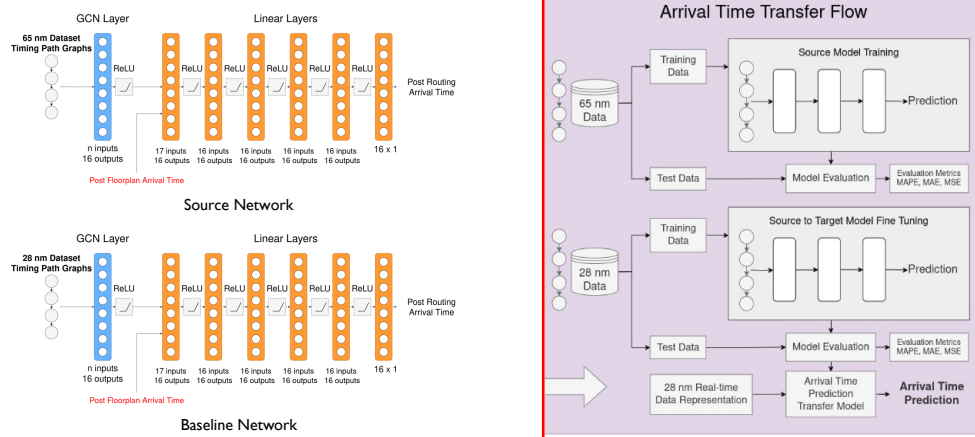 GCN Layer
Linear Layers
65 nm Dataset
Timing Path Graphs
ReLU
ReLU
ReLU
ReLU
ReLU
ReLU
Post Routing
Arrival Time
n inputs
16 outputs
17 inputs
16 outputs
16 inputs
16 outputs
16 inputs
16 outputs
16 inputs
16 outputs
16 inputs
16 outputs
16 x 1
Post Floorplan Arrival Time
Source Network
GCN Layer
Linear Layers
28 nm Dataset
Timing Path Graphs
ReLU
ReLU
ReLU
ReLU
ReLU
ReLU
Post Routing
Arrival Time
n inputs
16 outputs
17 inputs
16 outputs
16 inputs
16 outputs
16 inputs
16 outputs
16 inputs
16 outputs
16 inputs
16 outputs
16 x 1
Post Floorplan Arrival Time
Baseline Network
Arrival Time Transfer Flow
65 nm
Data
Training
Data
Source Model Training
Prediction
Test Data
Model Evaluation
Evaluation Metrics
MAPE, MAE, MSE
28 nm
Data
Training
Data
Source to Target Model Fine Tuning
Prediction
Test Data
Model Evaluation
Evaluation Metrics
MAPE, MAE, MSE
28 nm Real-time
Data Representation
Arrival Time
Prediction
Transfer Model
Arrival Time
Prediction